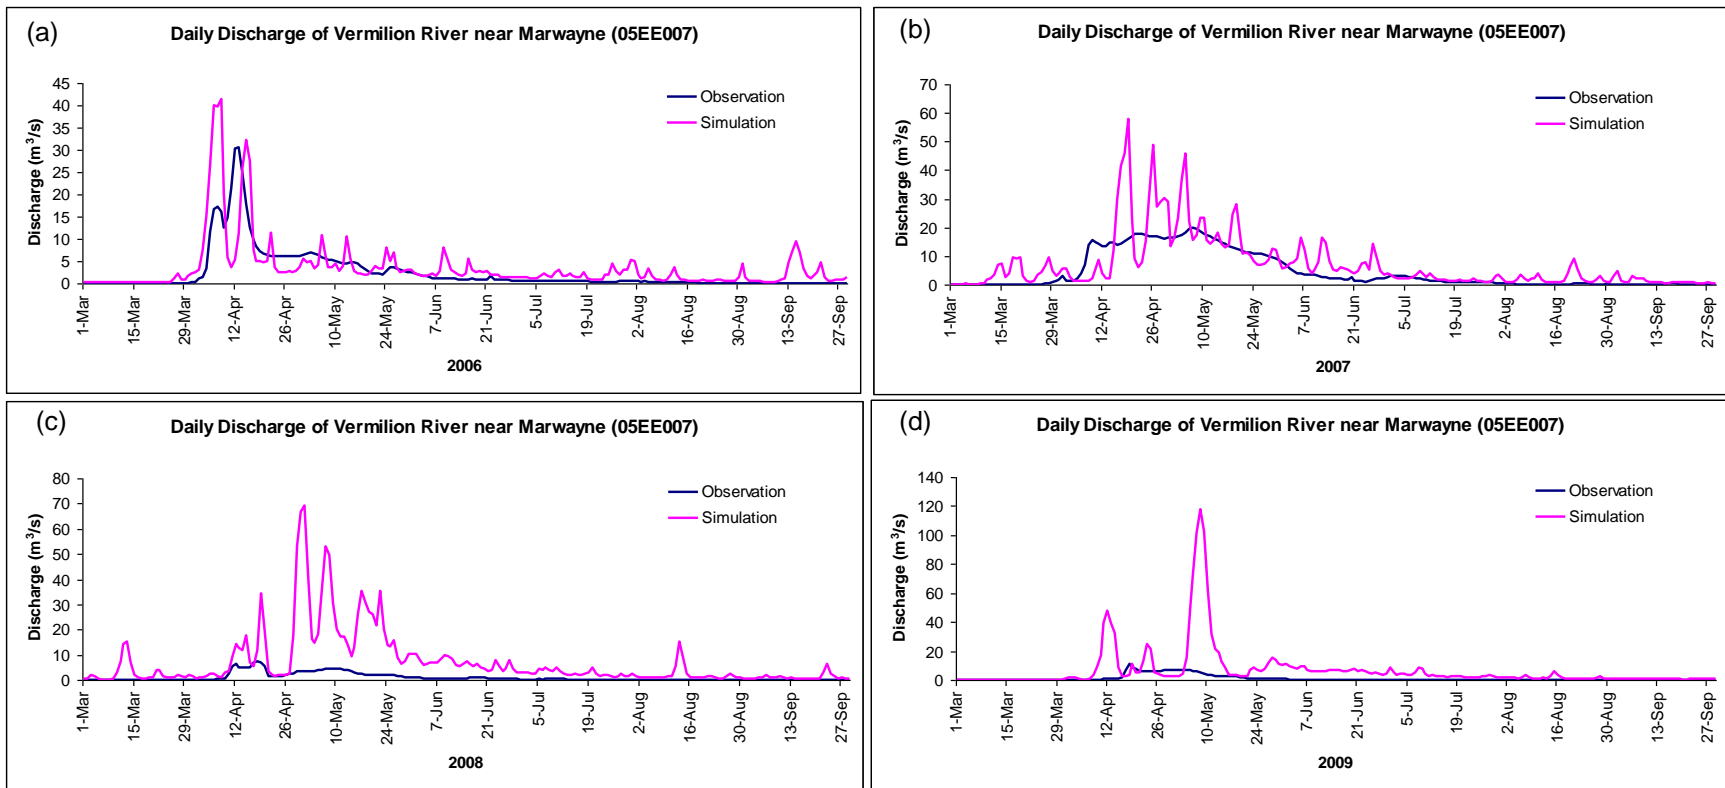 (a)
Daily Discharge of Vermilion River near Marwayne (05EE007)
Discharge (m³/s)
45
40
35
30
25
20
15
10
5
0
Observation
Simulation
1-Mar
15-Mar
29-Mar
12-Apr
26-Apr
10-May
24-May
7-Jun
21-Jun
5-Jul
19-Jul
2-Aug
16-Aug
30-Aug
13-Sep
27-Sep
2006
(b)
Daily Discharge of Vermilion River near Marwayne (05EE007)
Discharge (m³/s)
70
60
50
40
30
20
10
0
Observation
Simulation
1-Mar
15-Mar
29-Mar
12-Apr
26-Apr
10-May
24-May
7-Jun
21-Jun
5-Jul
19-Jul
2-Aug
16-Aug
30-Aug
13-Sep
27-Sep
2007
(c)
Daily Discharge of Vermilion River near Marwayne (05EE007)
Discharge (m³/s)
80
70
60
50
40
30
20
10
0
Observation
Simulation
1-Mar
15-Mar
29-Mar
12-Apr
26-Apr
10-May
24-May
7-Jun
21-Jun
5-Jul
19-Jul
2-Aug
16-Aug
30-Aug
13-Sep
27-Sep
2008
(d)
Daily Discharge of Vermilion River near Marwayne (05EE007)
Discharge (m³/s)
140
120
100
80
60
40
20
0
Observation
Simulation
1-Mar
15-Mar
29-Mar
12-Apr
26-Apr
10-May
24-May
7-Jun
21-Jun
5-Jul
19-Jul
2-Aug
16-Aug
30-Aug
13-Sep
27-Sep
2009